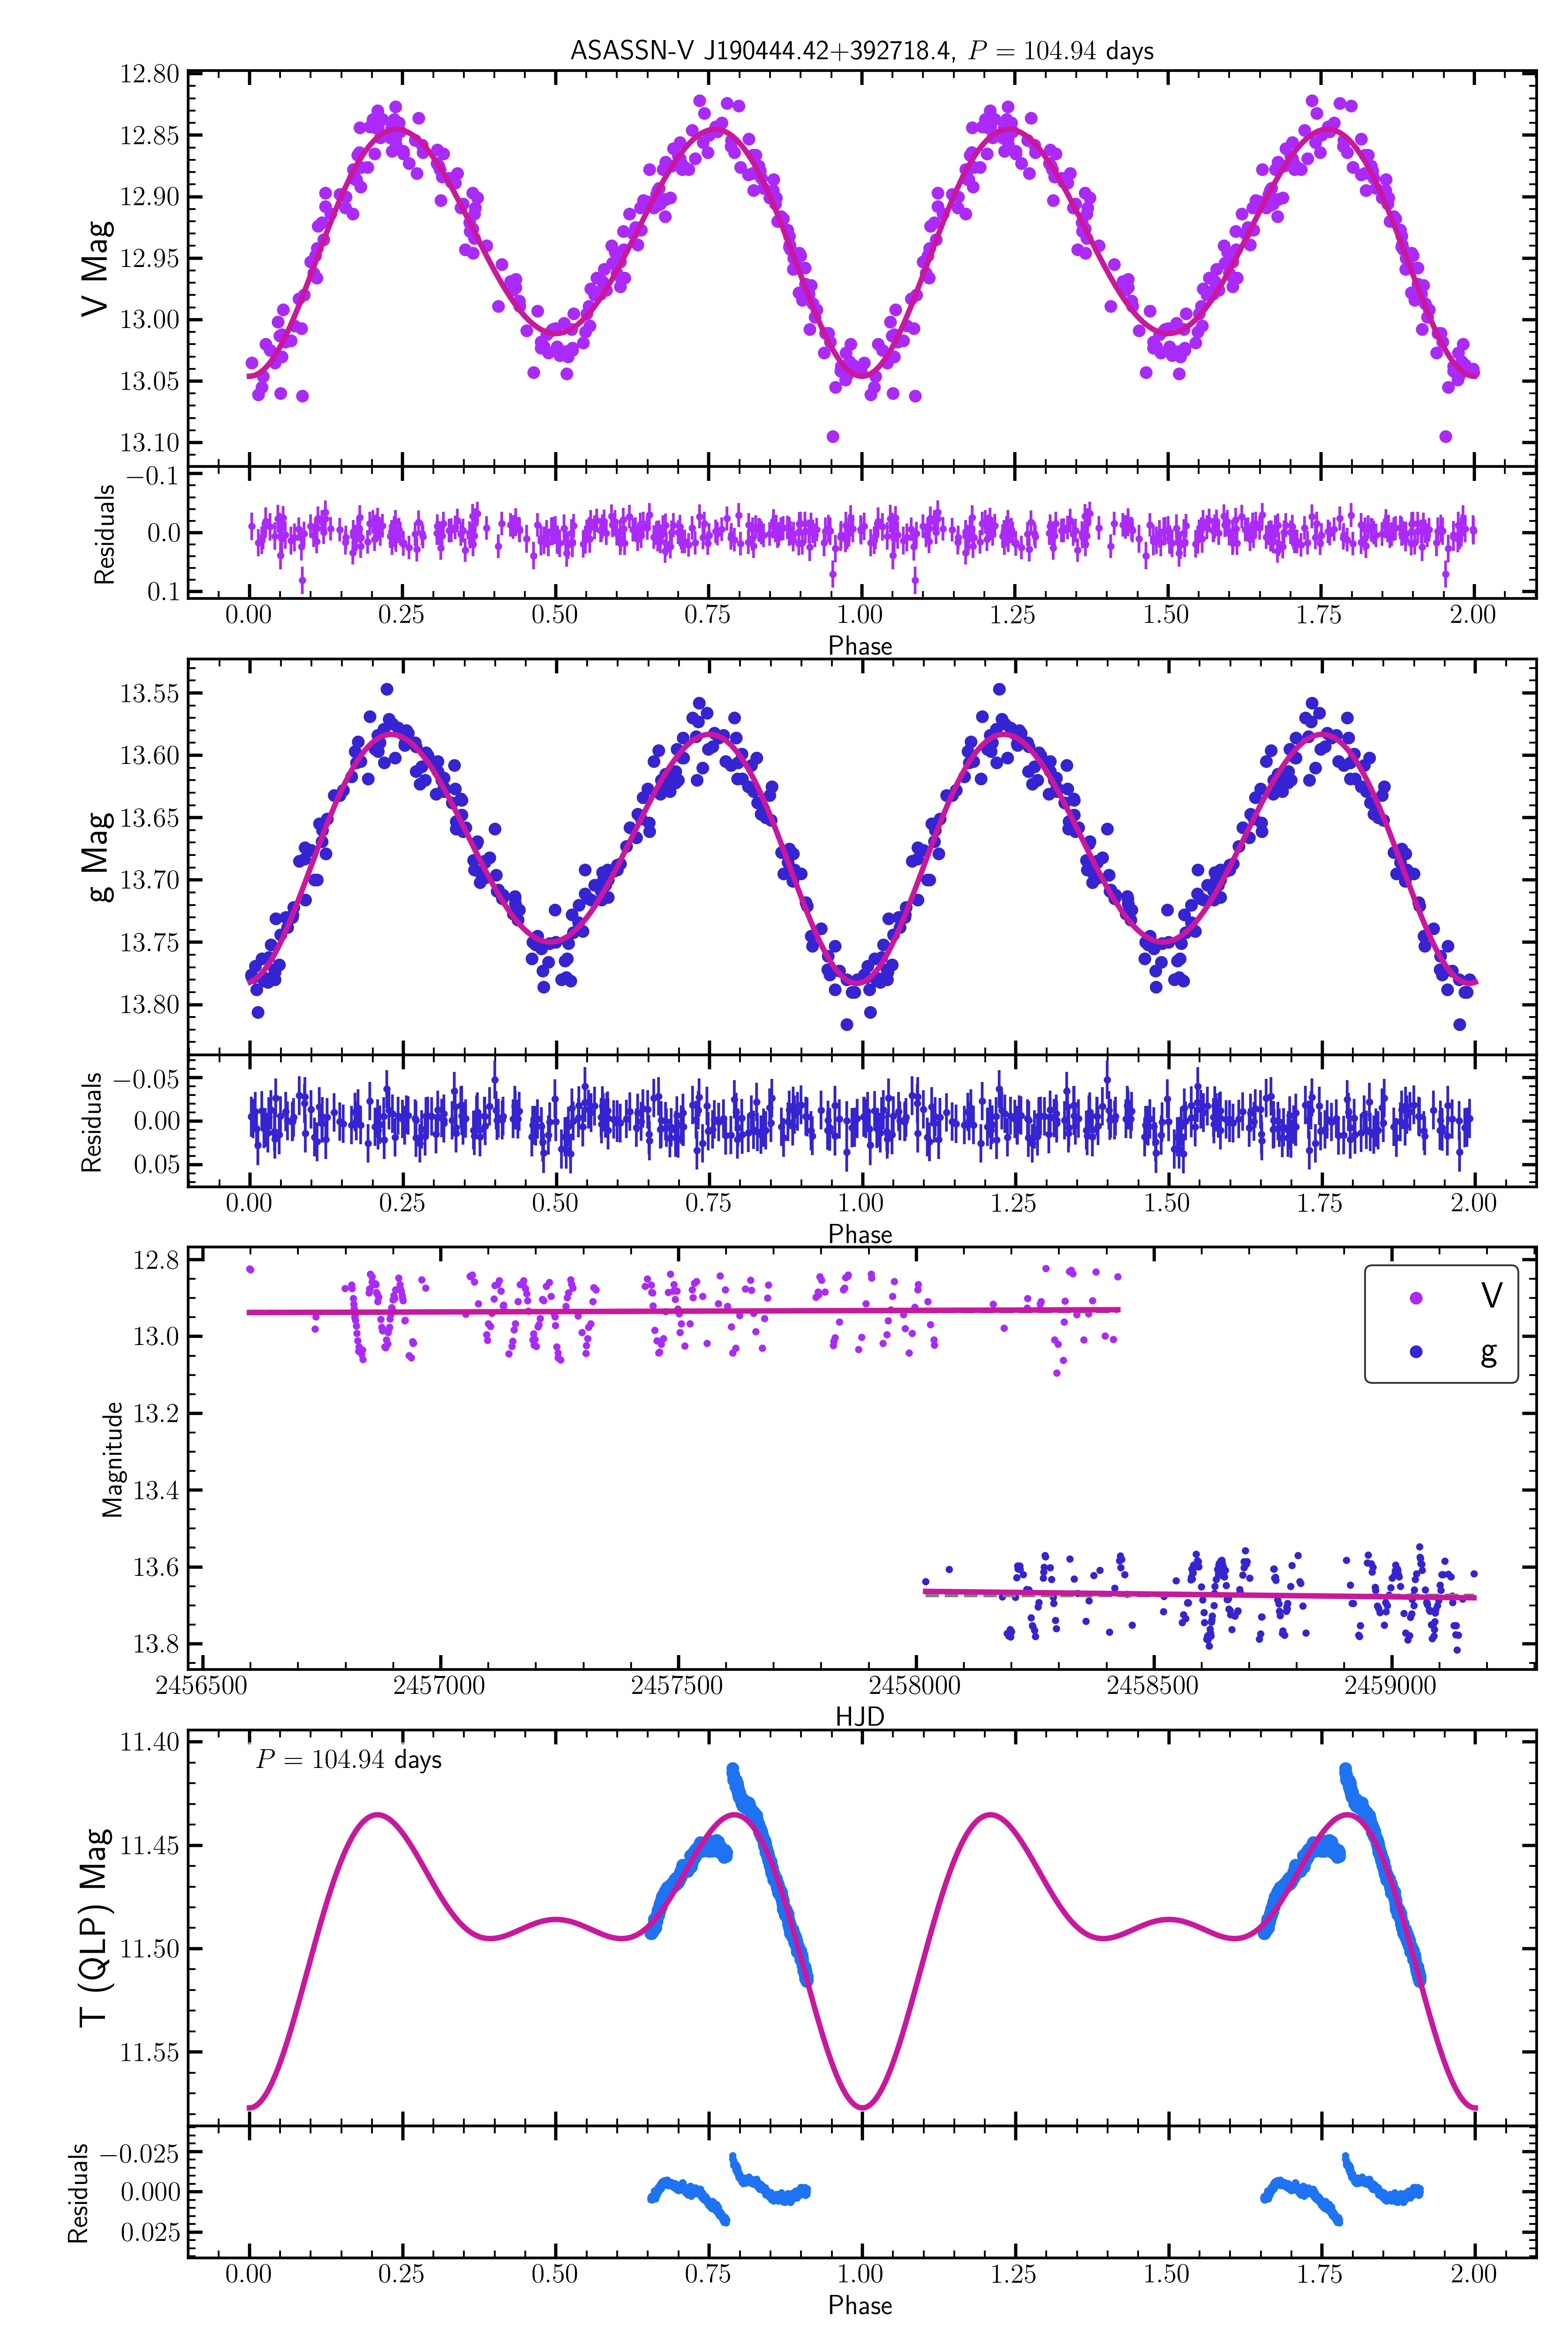 ASASSN-V J190444.42+392718.4, P = 104.94 days
12.80
12.85
12.90
12.95
13.00
13.05
13.10
V Mag
−0.1
0.0
0.1
Residuals
0.00 0.25 0.50 0.75 1.00 1.25 1.50 1.75 2.00
Phase
13.55
13.60
13.65
13.70
13.75
13.80
g Mag
−0.05
0.00
0.05
Residuals
0.00 0.25 0.50 0.75 1.00 1.25 1.50 1.75 2.00
Phase
12.8
13.0
13.2
13.4
13.6
13.8
Magnitude
V
g
2456500 2457000 2457500 2458000 2458500 2459000
HJD
P = 104.94 days
11.40
11.45
11.50
11.55
T (QLP) Mag
−0.025
0.000
0.025
Residuals
0.00 0.25 0.50 0.75 1.00 1.25 1.50 1.75 2.00
Phase